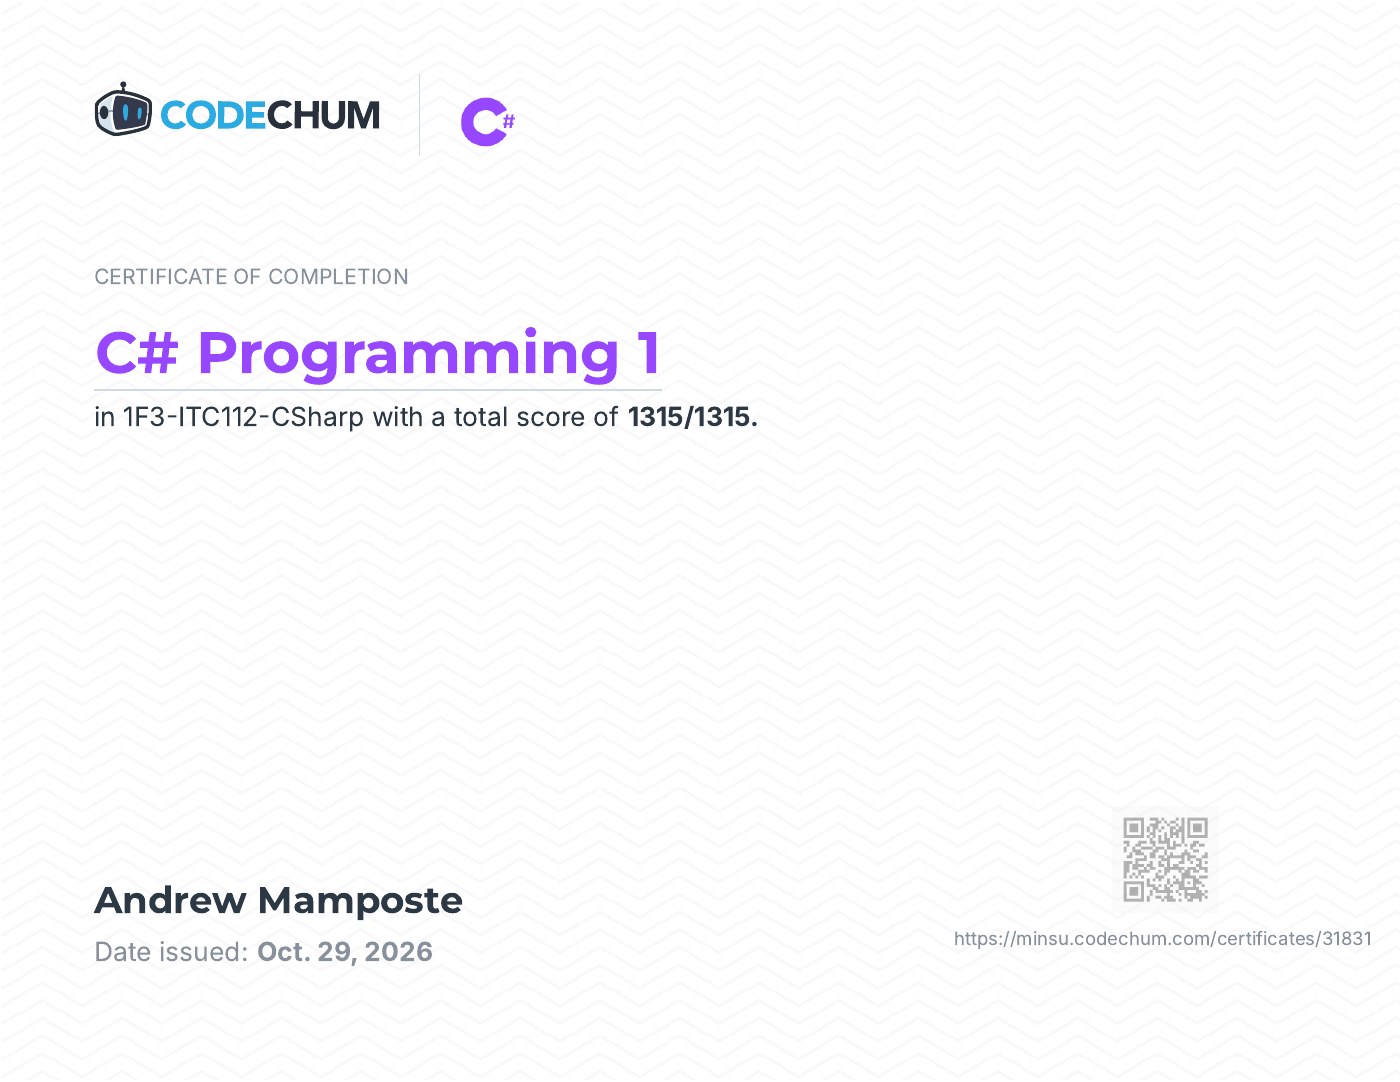 CODECHUM
C#
CERTIFICATE OF COMPLETION
C# Programming 1
in 1F3-ITC112-CSharp with a total score of 1315/1315.
Andrew Mamposte
Date issued: Oct. 29, 2026
https://minsu.codechum.com/certificates/31831